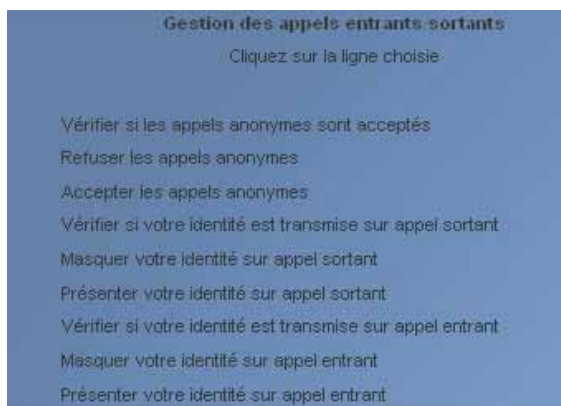 Gestion des appels entrants sortants
Cliquez sur la ligne choisie
Vérifier si les appels anonymes sont acceptés
Refuser les appels anonymes
Accepter les appels anonymes
Vérifier si votre identité est transmise sur appel sortant
Masquer votre identité sur appel sortant
Présenter votre identité sur appel sortant
Vérifier si votre identité est transmise sur appel entrant
Masquer votre identité sur appel entrant
Présenter votre identité sur appel entrant